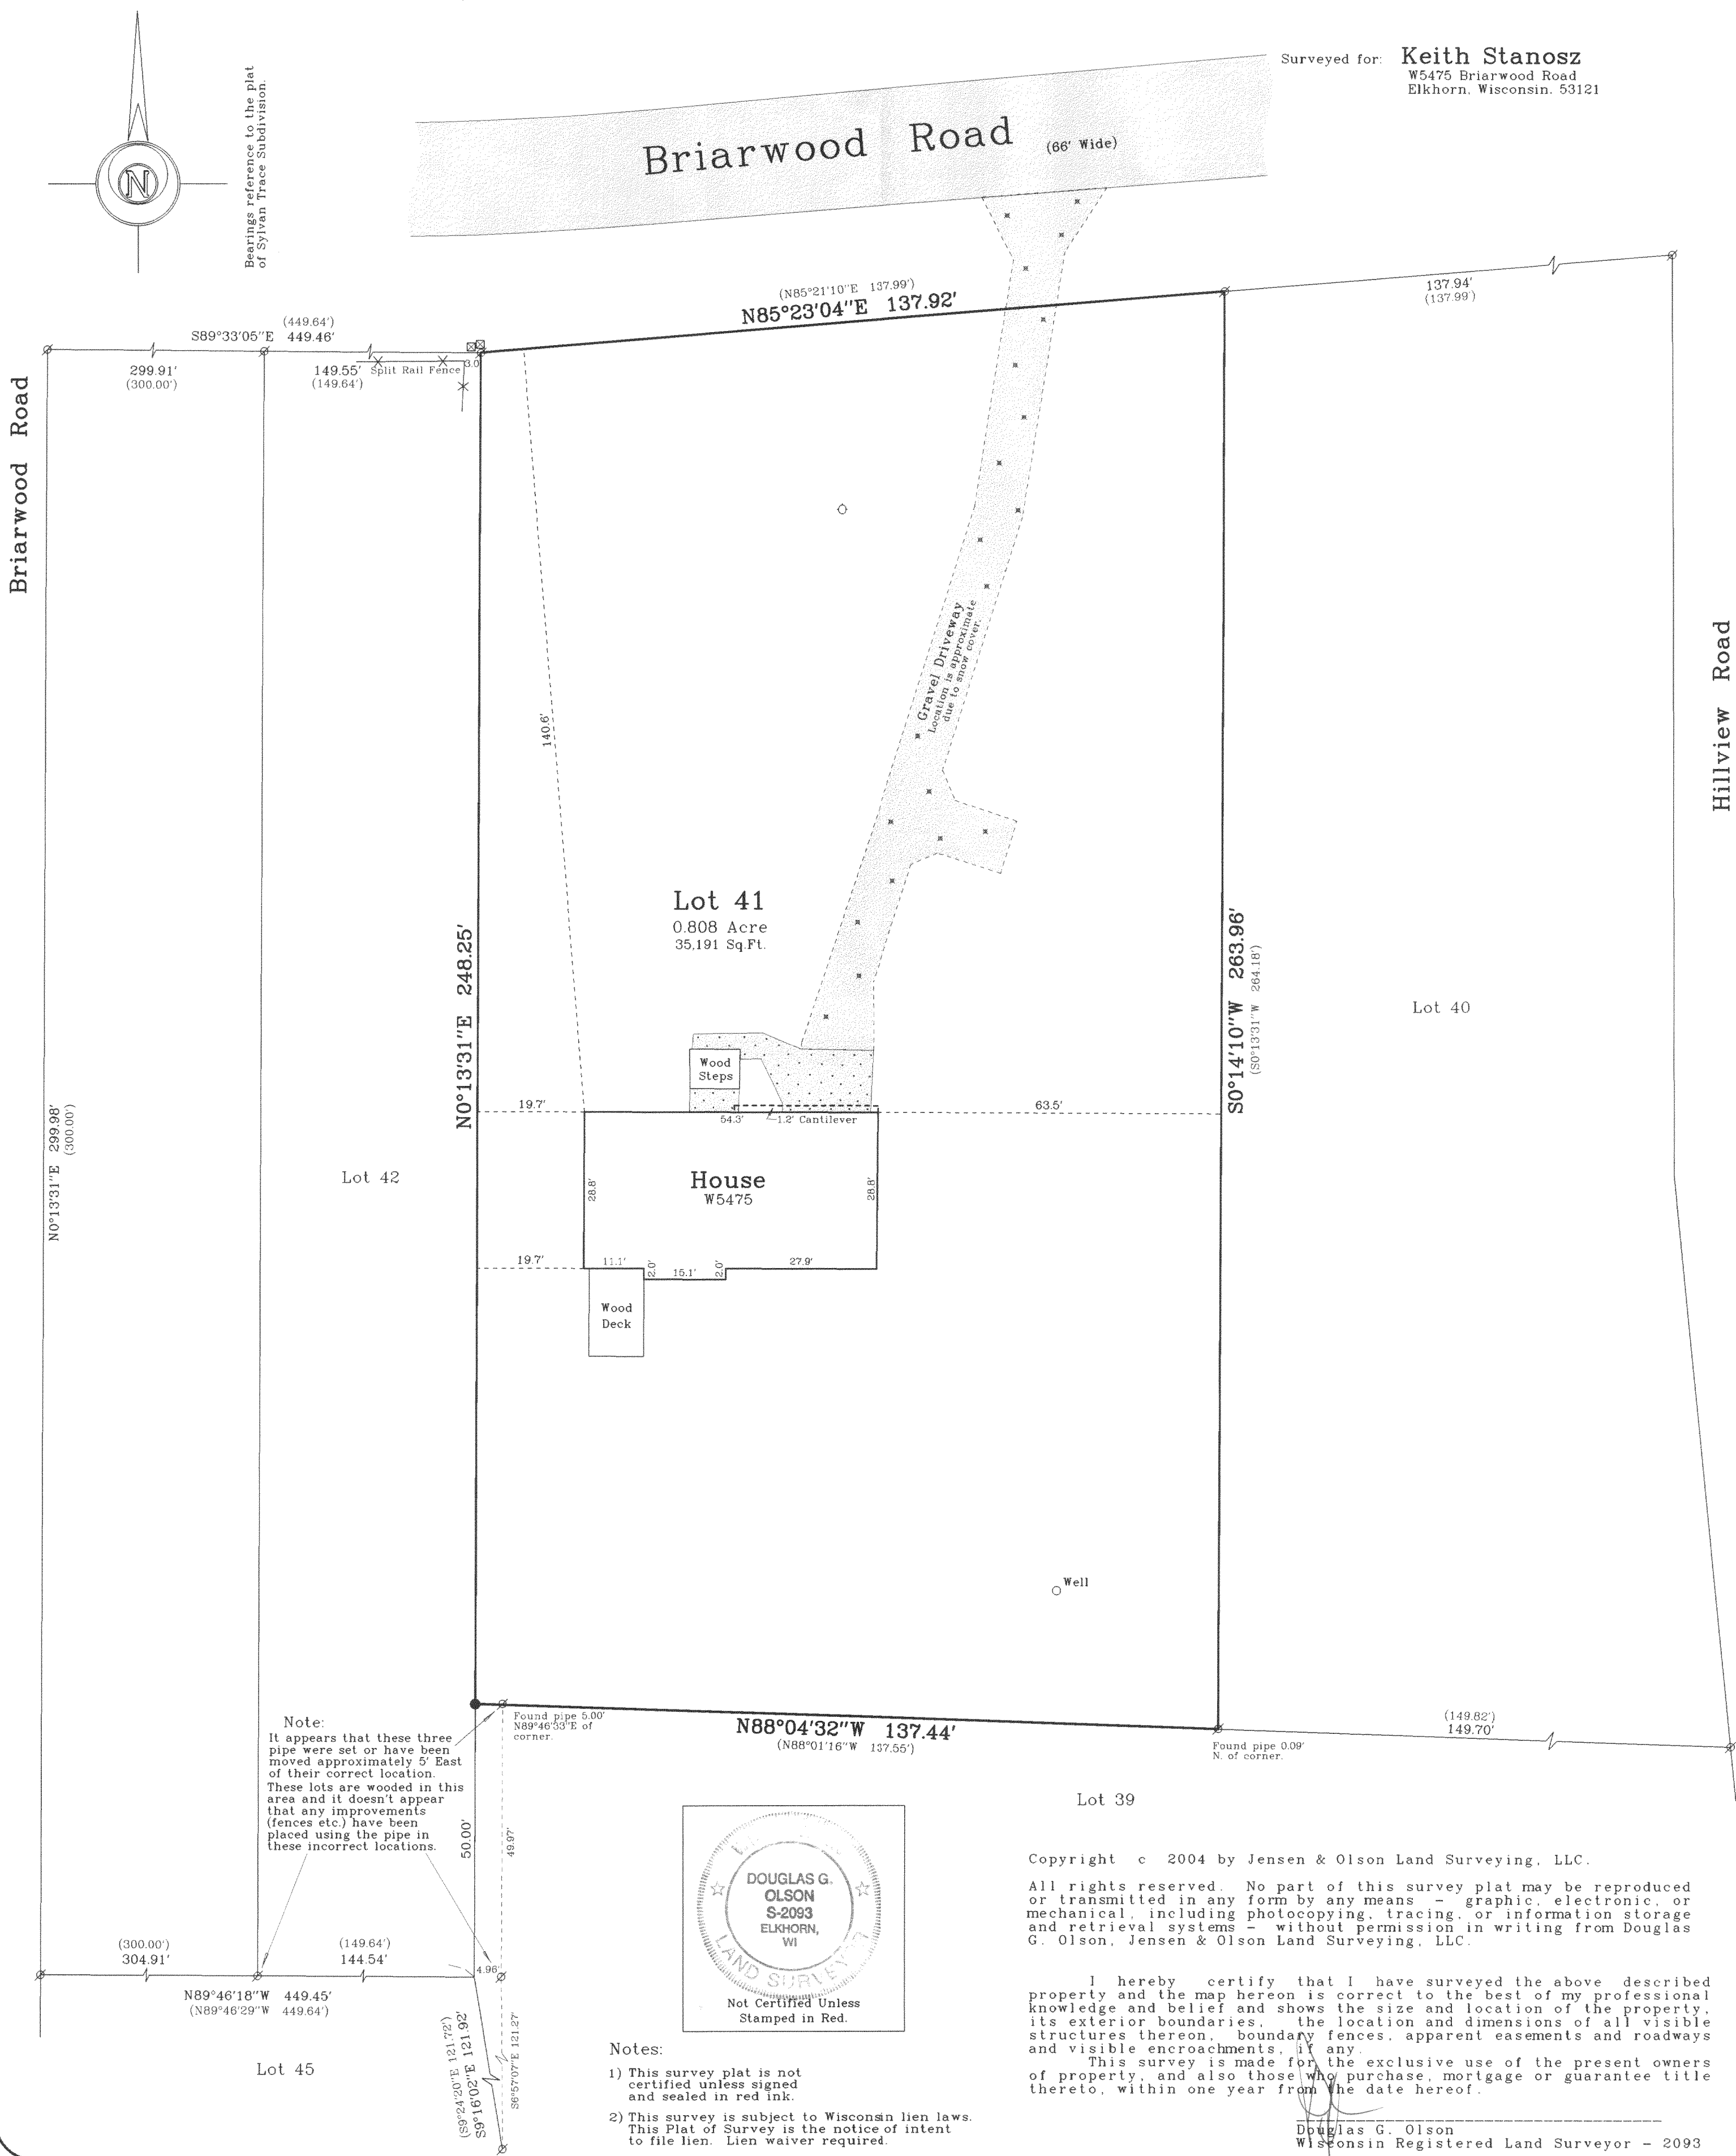 Surveyed for: Keith Stanosz
W5475 Briarwood Road
Elkhorn, Wisconsin, 53121
N
Bearings reference to the plat
of Sylvan Trace Subdivision.
Briarwood Road (66' Wide)
(N85°21'10"E 137.99')
N85°23'04"E 137.92'
137.94'
(137.99')
(449.64')
S89°33'05"E 449.46'
299.91'
(300.00')
149.55'
(149.64')
Split Rail Fence
3.0'
Briarwood Road
Hillview Road
140.6'
Gravel Driveway
Location is approximate
due to snow cover.
Lot 41
0.808 Acre
35,191 Sq.Ft.
N0°13'31"E 248.25'
S0°14'10"W 263.96'
(S0°13'31"W 264.18')
Lot 40
N0°13'31"E 299.98'
(300.00')
Lot 42
Wood
Steps
19.7'
54.3'
1.2' Cantilever
63.5'
House
W5475
28.8'
28.8'
19.7'
11.1'
2.0'
15.1'
2.0'
27.9'
Wood
Deck
Well
Found pipe 5.00'
N89°46'33"E of
corner.
N88°04'32"W 137.44'
(N88°01'16"W 137.55')
Found pipe 0.09'
N. of corner.
(149.82')
149.70'
Note:
It appears that these three
pipe were set or have been
moved approximately 5' East
of their correct location.
These lots are wooded in this
area and it doesn't appear
that any improvements
(fences etc.) have been
placed using the pipe in
these incorrect locations.
50.00'
49.97'
Lot 39
(300.00')
304.91'
(149.64')
144.54'
4.96'
N89°46'18"W 449.45'
(N89°46'29"W 449.64')
(S9°24'20"E 121.72')
S9°16'02"E 121.92'
S6°57'07"E 121.27'
Lot 45
DOUGLAS G.
OLSON
S-2093
ELKHORN,
WI
LAND SURVEYOR
Not Certified Unless
Stamped in Red.
Notes:
1) This survey plat is not
certified unless signed
and sealed in red ink.
2) This survey is subject to Wisconsin lien laws.
This Plat of Survey is the notice of intent
to file lien. Lien waiver required.
Copyright c 2004 by Jensen & Olson Land Surveying, LLC.
All rights reserved. No part of this survey plat may be reproduced
or transmitted in any form by any means - graphic, electronic, or
mechanical, including photocopying, tracing, or information storage
and retrieval systems - without permission in writing from Douglas
G. Olson, Jensen & Olson Land Surveying, LLC.
I hereby certify that I have surveyed the above described
property and the map hereon is correct to the best of my professional
knowledge and belief and shows the size and location of the property,
its exterior boundaries, the location and dimensions of all visible
structures thereon, boundary fences, apparent easements and roadways
and visible encroachments, if any.
This survey is made for the exclusive use of the present owners
of property, and also those who purchase, mortgage or guarantee title
thereto, within one year from the date hereof.
Douglas G. Olson
Wisconsin Registered Land Surveyor - 2093